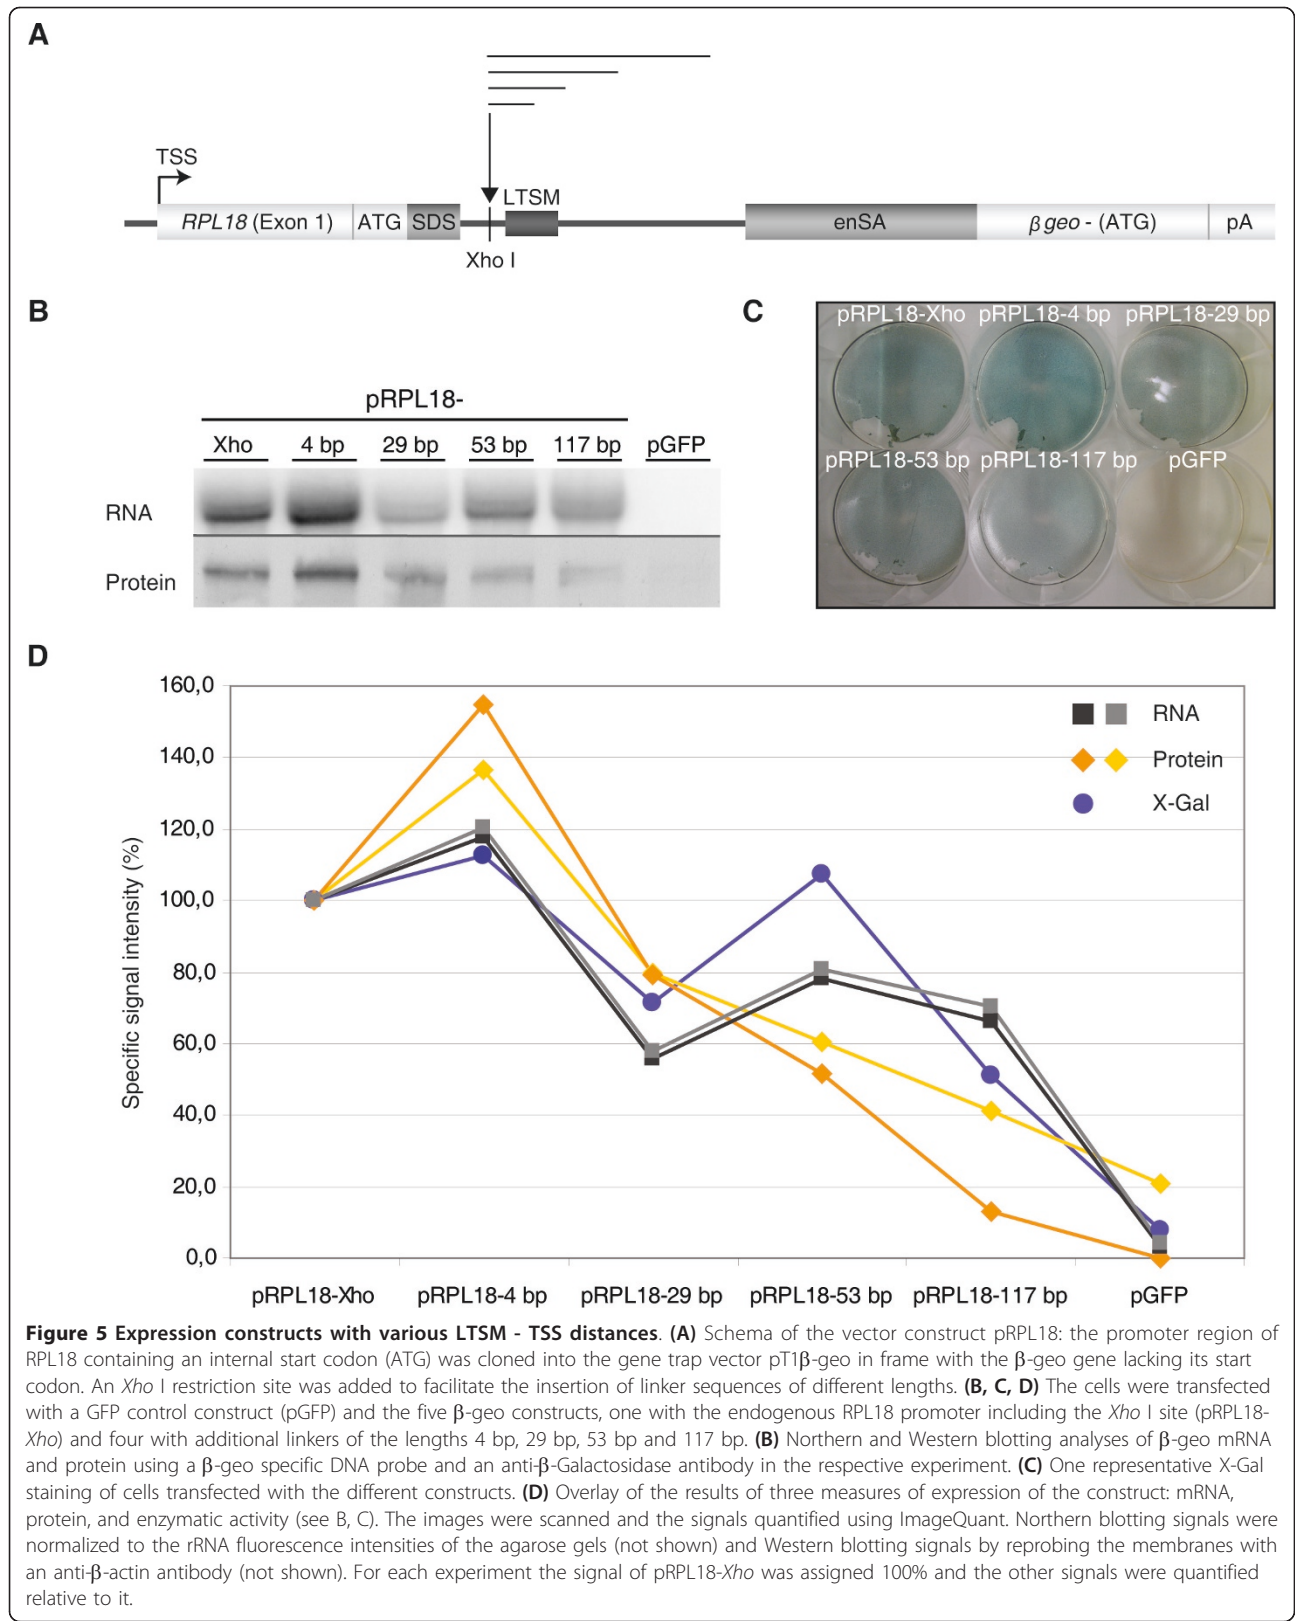 A
TSS
LTSM
RPL18 (Exon 1) ATG SDS enSA βgeo - (ATG) pA
Xho I
B
pRPL18-
Xho 4 bp 29 bp 53 bp 117 bp pGFP
RNA
Protein
C
pRPL18-Xho pRPL18-4 bp pRPL18-29 bp
pRPL18-53 bp pRPL18-117 bp pGFP
D
Specific signal intensity (%)
160,0
140,0
120,0
100,0
80,0
60,0
40,0
20,0
0,0
RNA
Protein
X-Gal
pRPL18-Xho pRPL18-4 bp pRPL18-29 bp pRPL18-53 bp pRPL18-117 bp pGFP
Figure 5 Expression constructs with various LTSM - TSS distances. (A) Schema of the vector construct pRPL18: the promoter region of
RPL18 containing an internal start codon (ATG) was cloned into the gene trap vector pT1β-geo in frame with the β-geo gene lacking its start
codon. An Xho I restriction site was added to facilitate the insertion of linker sequences of different lengths. (B, C, D) The cells were transfected
with a GFP control construct (pGFP) and the five β-geo constructs, one with the endogenous RPL18 promoter including the Xho I site (pRPL18-
Xho) and four with additional linkers of the lengths 4 bp, 29 bp, 53 bp and 117 bp. (B) Northern and Western blotting analyses of β-geo mRNA
and protein using a β-geo specific DNA probe and an anti-β-Galactosidase antibody in the respective experiment. (C) One representative X-Gal
staining of cells transfected with the different constructs. (D) Overlay of the results of three measures of expression of the construct: mRNA,
protein, and enzymatic activity (see B, C). The images were scanned and the signals quantified using ImageQuant. Northern blotting signals were
normalized to the rRNA fluorescence intensities of the agarose gels (not shown) and Western blotting signals by reprobing the membranes with
an anti-β-actin antibody (not shown). For each experiment the signal of pRPL18-Xho was assigned 100% and the other signals were quantified
relative to it.